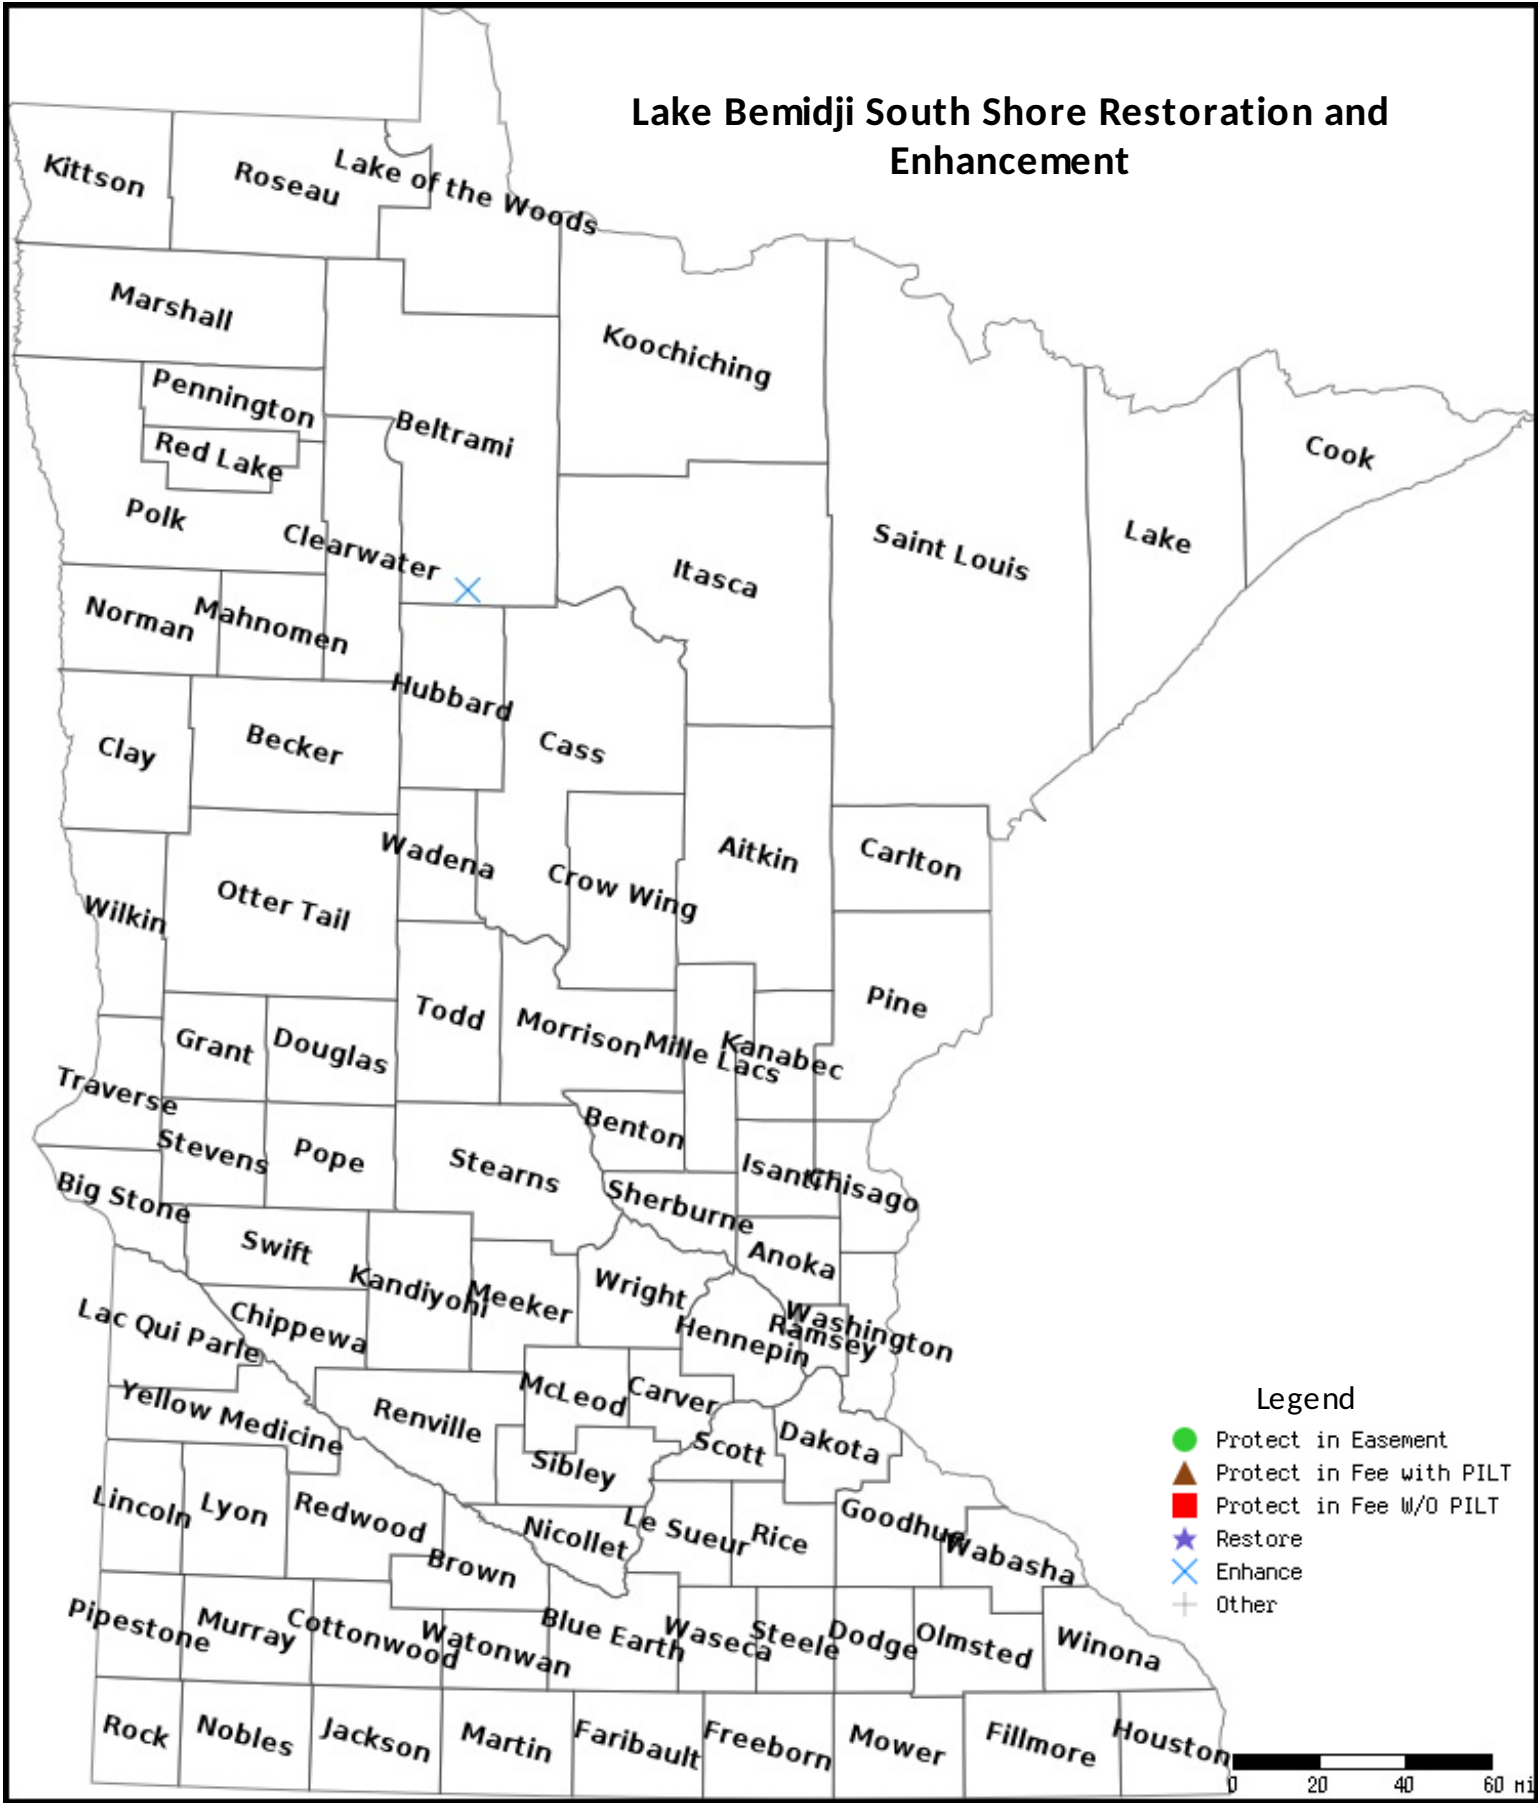 Lake Bemidji South Shore Restoration and
Enhancement
Kittson
Roseau
Lake of the Woods
Marshall
Koochiching
Pennington
Beltrami
Red Lake
Cook
Polk
Clearwater
Saint Louis
Lake
Itasca
Norman
Mahnomen
Hubbard
Clay
Becker
Cass
Wadena
Aitkin
Carlton
Otter Tail
Crow Wing
Wilkin
Pine
Todd
Morrison
Grant
Douglas
Mille Lacs
Kanabec
Traverse
Benton
Stevens
Pope
Stearns
Isanti
Chisago
Big Stone
Sherburne
Swift
Anoka
Kandiyohi
Meeker
Wright
Lac Qui Parle
Chippewa
Hennepin
Ramsey
Washington
Yellow Medicine
Renville
McLeod
Carver
Scott
Dakota
Sibley
Lincoln
Lyon
Redwood
Nicollet
Le Sueur
Rice
Goodhue
Wabasha
Brown
Pipestone
Murray
Cottonwood
Watonwan
Blue Earth
Waseca
Steele
Dodge
Olmsted
Winona
Rock
Nobles
Jackson
Martin
Faribault
Freeborn
Mower
Fillmore
Houston
Legend
Protect in Easement
Protect in Fee with PILT
Protect in Fee W/O PILT
Restore
Enhance
Other
0 20 40 60 Mi